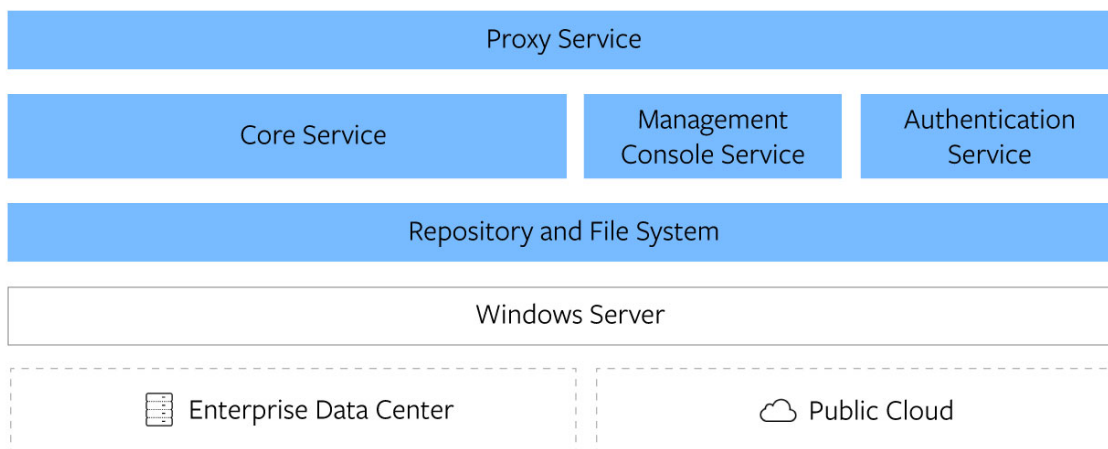 Proxy Service
Core Service
Management
Console Service
Authentication
Service
Repository and File System
Windows Server
Enterprise Data Center
Public Cloud